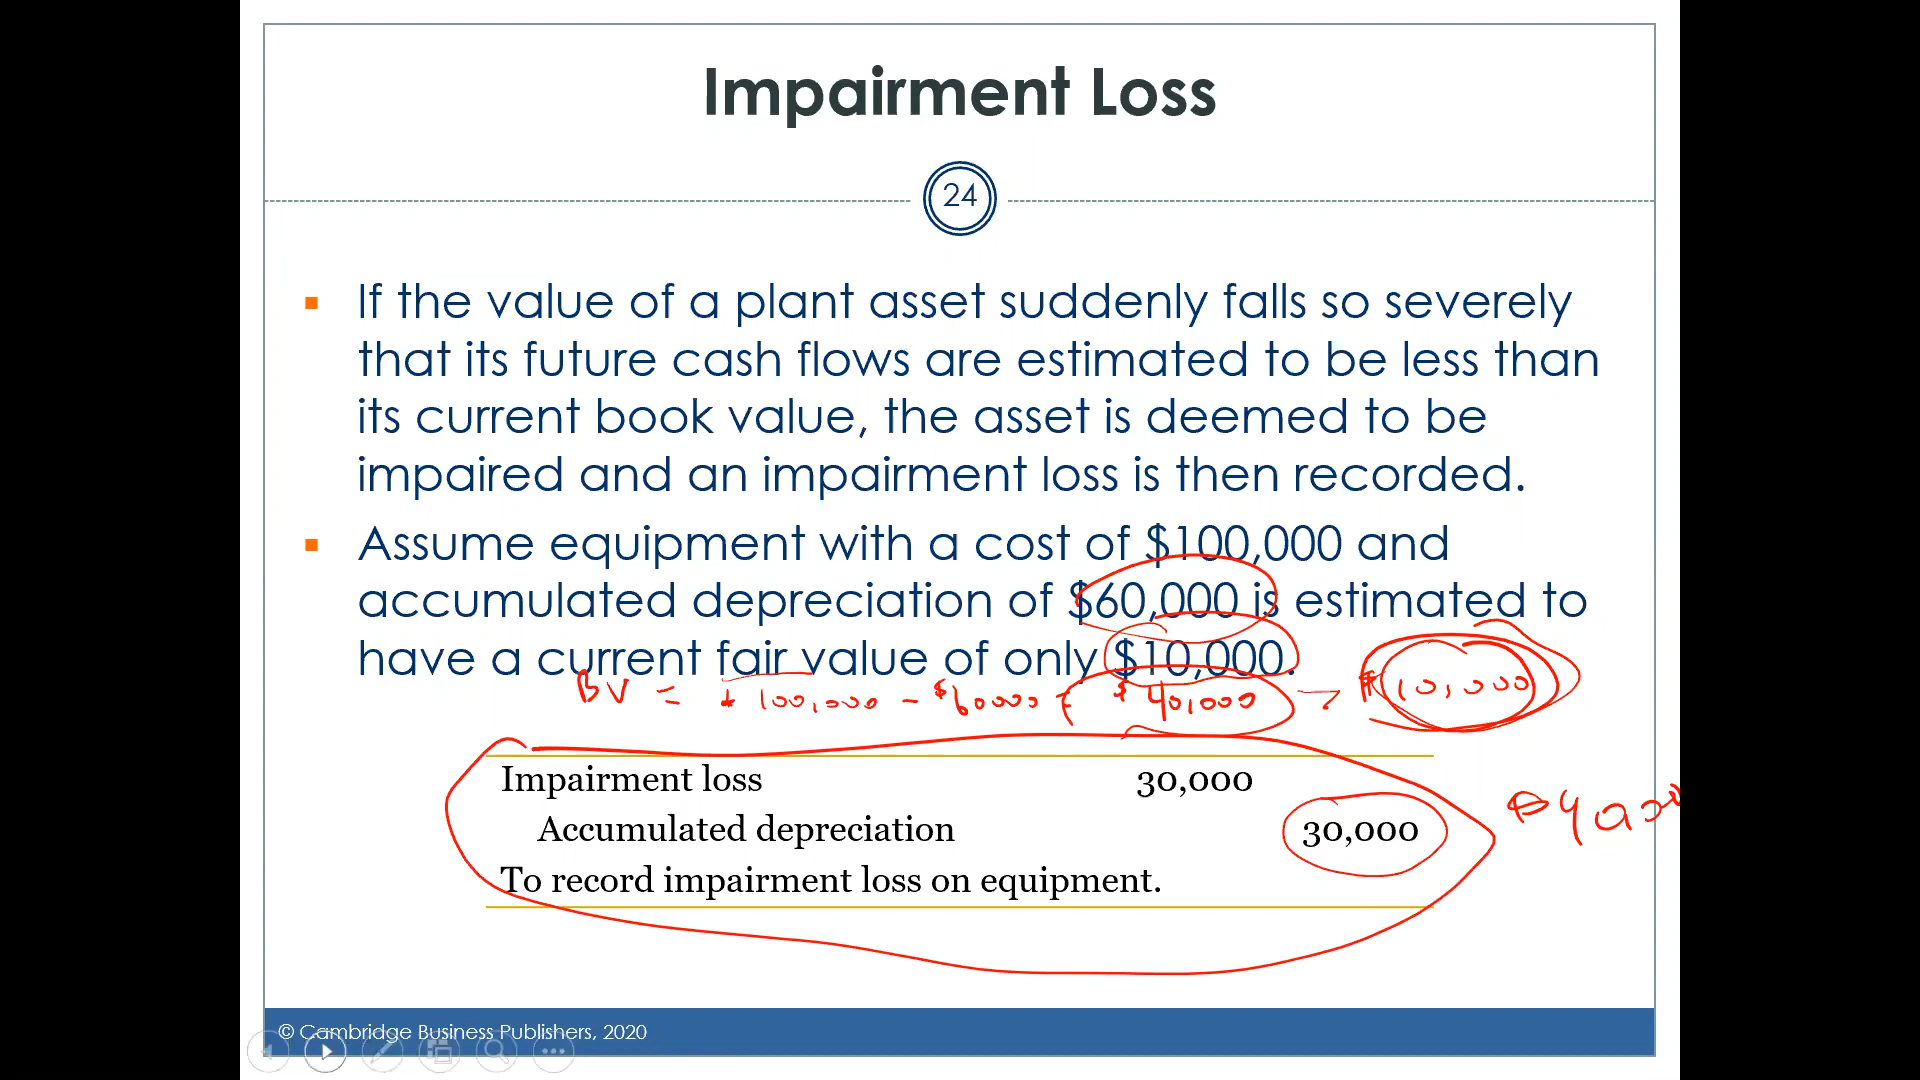 Impairment Loss
24
▪ If the value of a plant asset suddenly falls so severely
that its future cash flows are estimated to be less than
its current book value, the asset is deemed to be
impaired and an impairment loss is then recorded.
▪ Assume equipment with a cost of $100,000 and
accumulated depreciation of $60,000 is estimated to
have a current fair value of only $10,000.
BV = $100,000 - $60000 = $40,000 → $10,000
Impairment loss 30,000
Accumulated depreciation 30,000
To record impairment loss on equipment.
© Cambridge Business Publishers, 2020